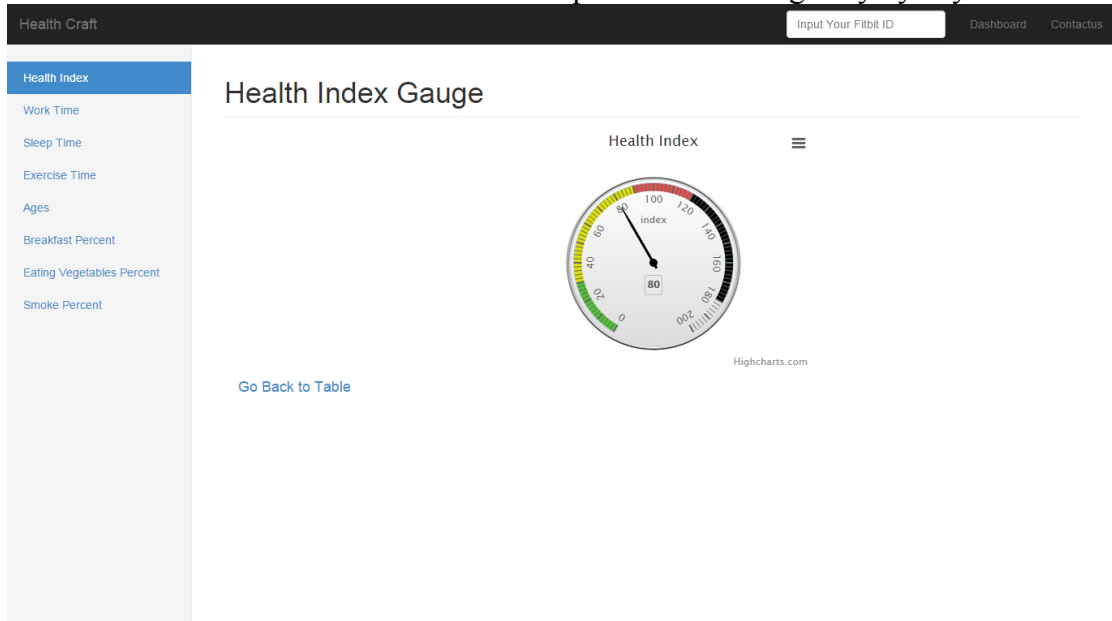 Health Craft
Input Your Fitbit ID
Dashboard
Contactus
Health Index
Work Time
Sleep Time
Exercise Time
Ages
Breakfast Percent
Eating Vegetables Percent
Smoke Percent
Health Index Gauge
Health Index
0
20
40
60
80
100
120
140
160
180
200
index
80
Highcharts.com
Go Back to Table